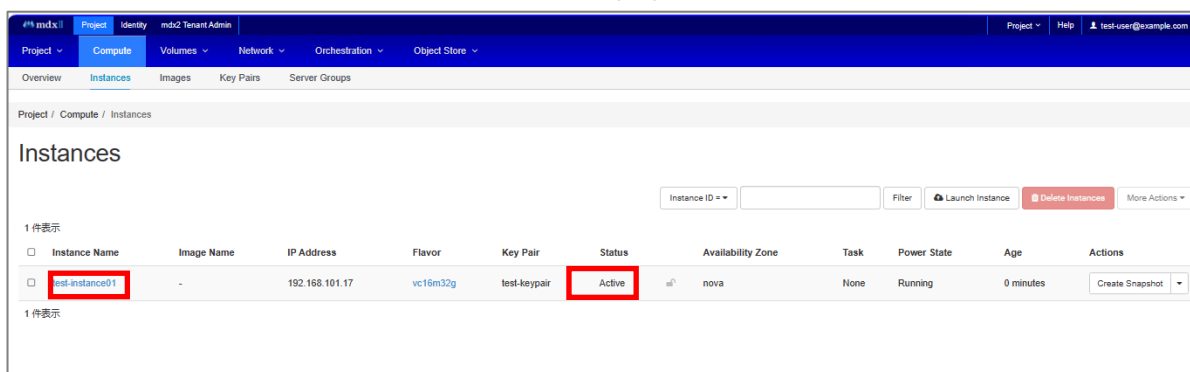 mdx II Project Identity mdx2 Tenant Admin Project Help test-user@example.com
Project Compute Volumes Network Orchestration Object Store
Overview Instances Images Key Pairs Server Groups
Project / Compute / Instances
Instances
Instance ID = Filter Launch Instance Delete Instances More Actions
1 件表示
Instance Name Image Name IP Address Flavor Key Pair Status Availability Zone Task Power State Age Actions
test-instance01 - 192.168.101.17 vc16m32g test-keypair Active nova None Running 0 minutes Create Snapshot
1 件表示